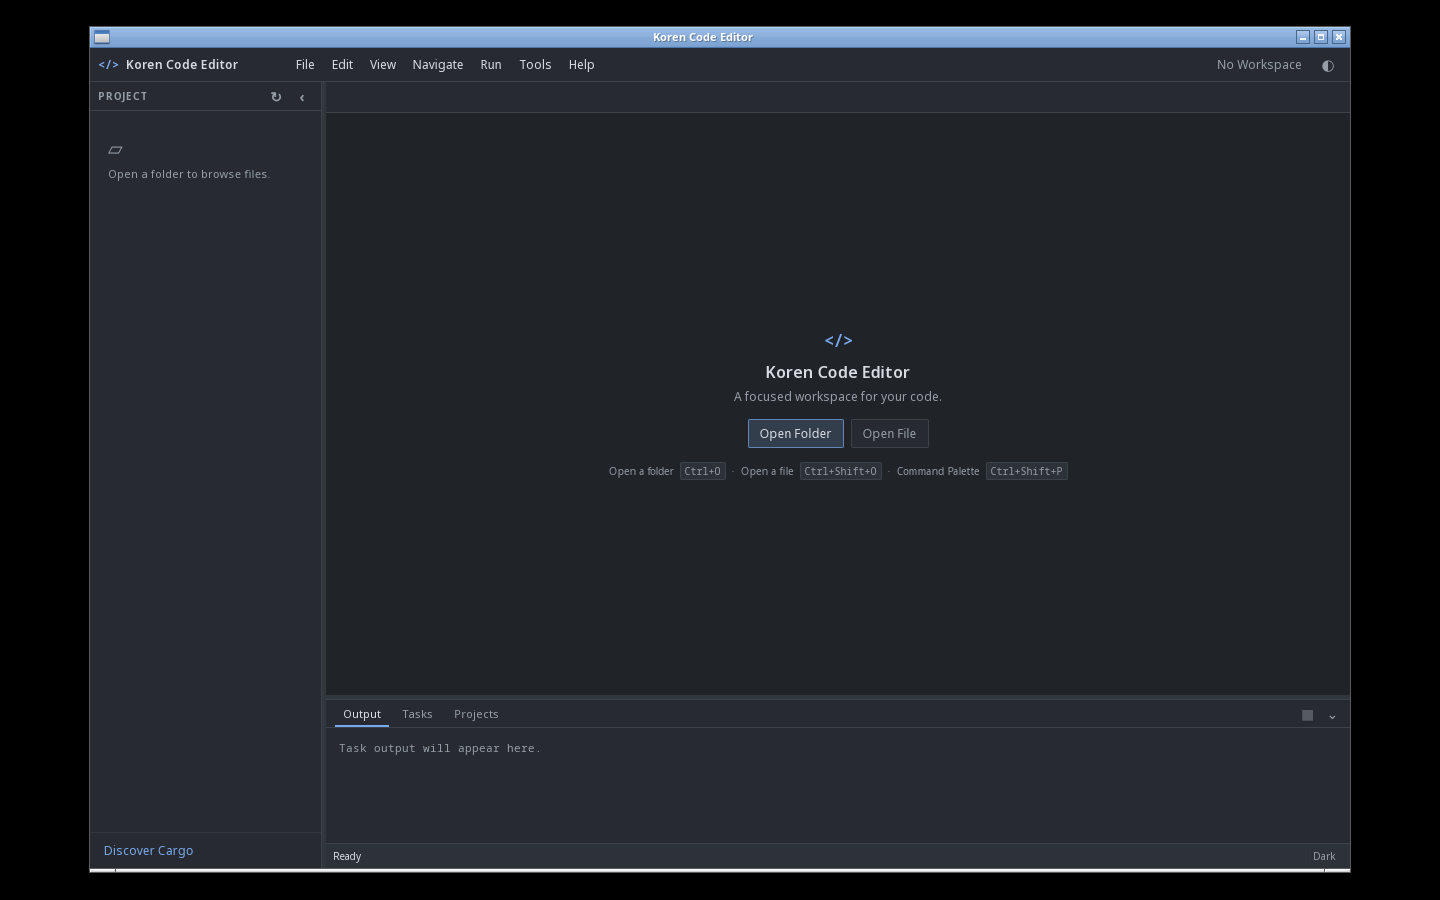 Koren Code Editor
</> Koren Code Editor File Edit View Navigate Run Tools Help No Workspace
PROJECT
Open a folder to browse files.
</>
Koren Code Editor
A focused workspace for your code.
Open Folder Open File
Open a folder Ctrl+O · Open a file Ctrl+Shift+O · Command Palette Ctrl+Shift+P
Output Tasks Projects
Task output will appear here.
Discover Cargo
Ready Dark